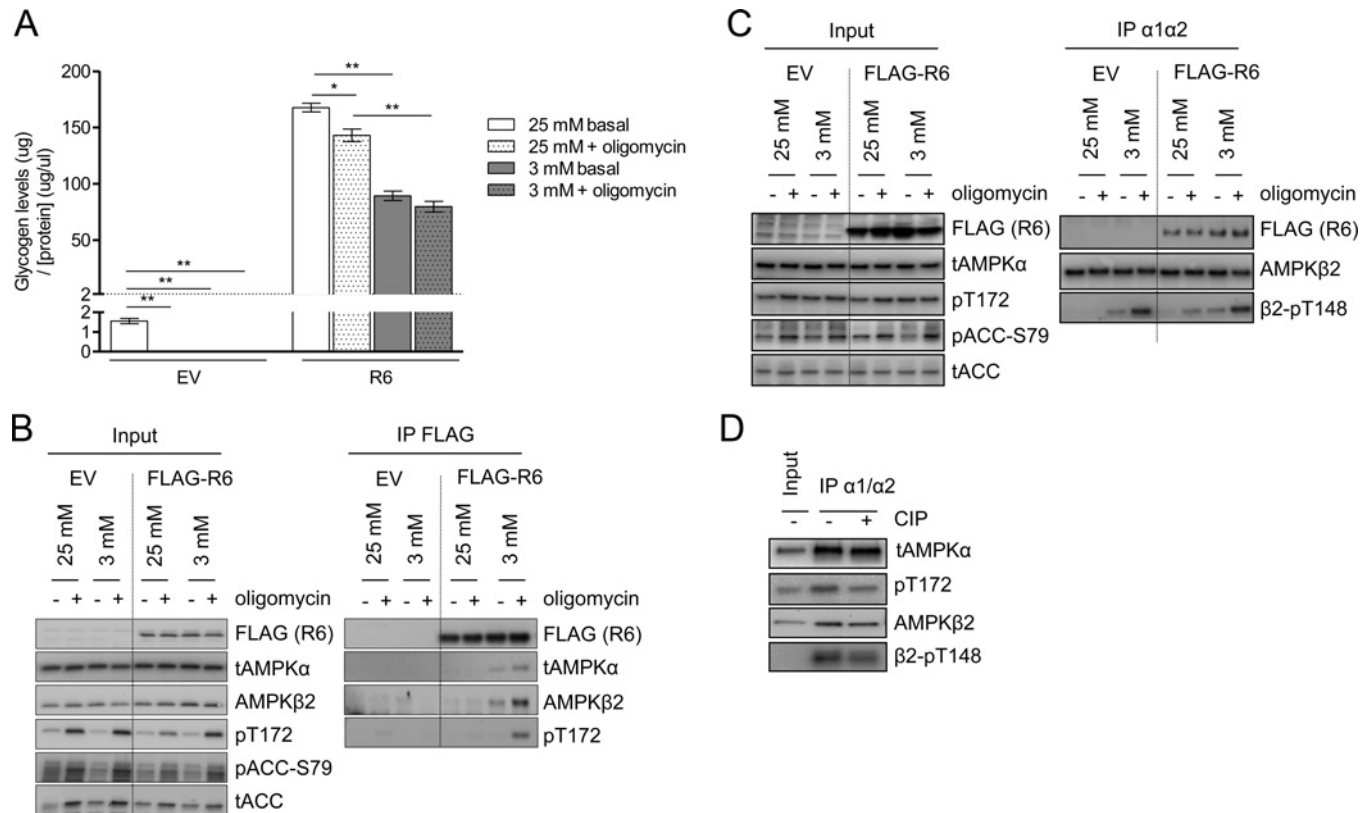 A
Glycogen levels (ug)
/ [protein] (ug/ul)
200
150
100
50
2
2
1
0
**
**
**
**
*
**
EV
R6
25 mM basal
25 mM + oligomycin
3 mM basal
3 mM + oligomycin
B
Input
IP FLAG
EV FLAG-R6
EV FLAG-R6
25 mM 3 mM 25 mM 3 mM
25 mM 3 mM 25 mM 3 mM
- + - + - + - + oligomycin
- + - + - + - + oligomycin
FLAG (R6)
tAMPKα
AMPKβ2
pT172
pACC-S79
tACC
FLAG (R6)
tAMPKα
AMPKβ2
pT172
C
Input
IP α1α2
EV FLAG-R6
EV FLAG-R6
25 mM 3 mM 25 mM 3 mM
25 mM 3 mM 25 mM 3 mM
- + - + - + - + oligomycin
- + - + - + - + oligomycin
FLAG (R6)
tAMPKα
pT172
pACC-S79
tACC
FLAG (R6)
AMPKβ2
β2-pT148
D
Input
IP α1/α2
- - + CIP
tAMPKα
pT172
AMPKβ2
β2-pT148